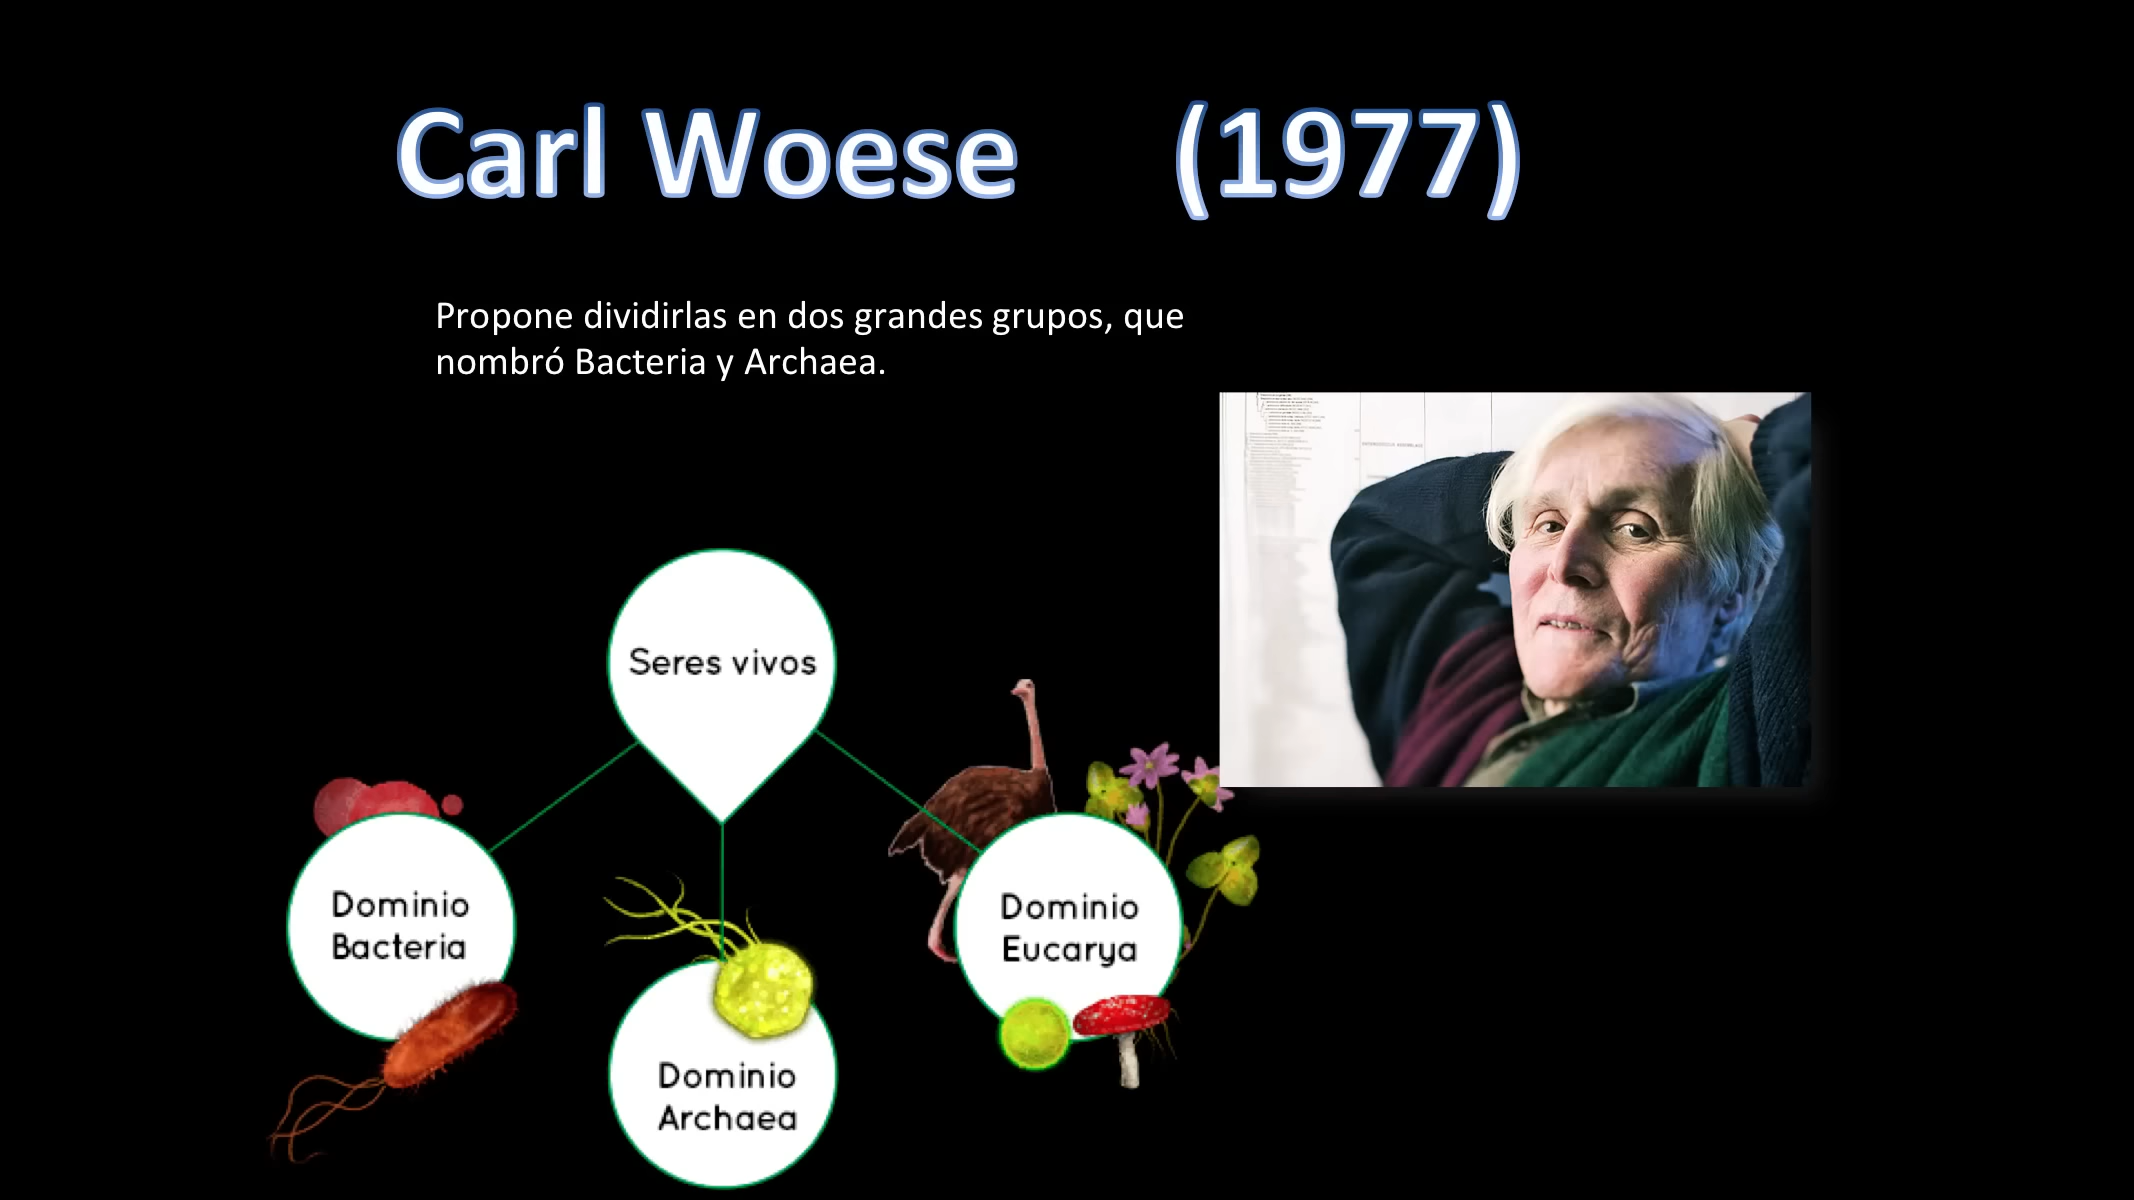 Carl Woese (1977)
Propone dividirlas en dos grandes grupos, que
nombró Bacteria y Archaea.
Seres vivos
Dominio
Bacteria
Dominio
Archaea
Dominio
Eucarya